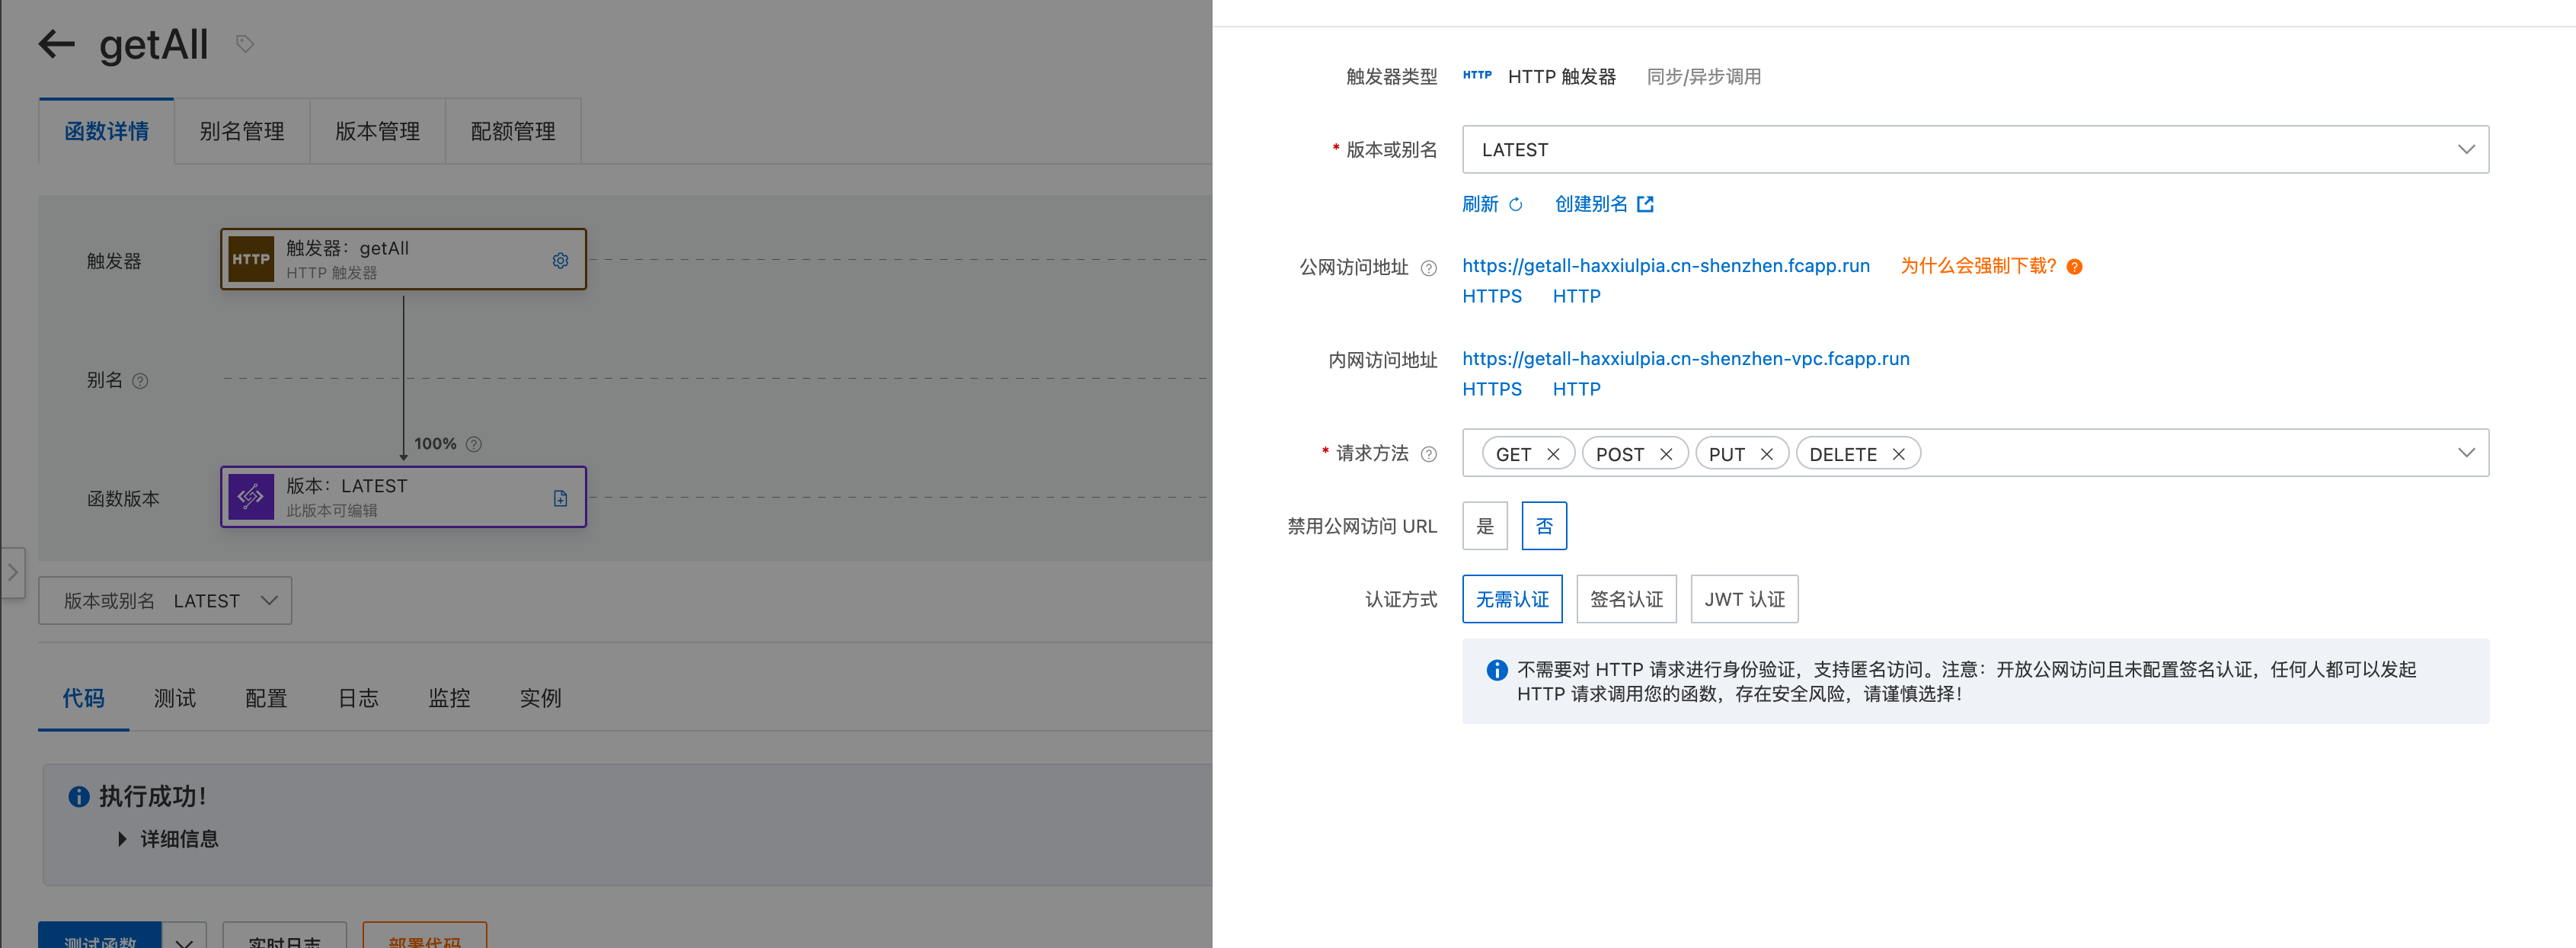 getAll
函数详情
别名管理
版本管理
配额管理
触发器
HTTP
触发器：getAll
HTTP 触发器
别名
100%
函数版本
版本：LATEST
此版本可编辑
版本或别名 LATEST
代码
测试
配置
日志
监控
实例
执行成功！
详细信息
测试函数
实时日志
部署代码
触发器类型
HTTP HTTP 触发器 同步/异步调用
* 版本或别名
LATEST
刷新
创建别名
公网访问地址
https://getall-haxxiulpia.cn-shenzhen.fcapp.run
为什么会强制下载?
HTTPS HTTP
内网访问地址
https://getall-haxxiulpia.cn-shenzhen-vpc.fcapp.run
HTTPS HTTP
* 请求方法
GET POST PUT DELETE
禁用公网访问 URL
是 否
认证方式
无需认证 签名认证 JWT 认证
不需要对 HTTP 请求进行身份验证，支持匿名访问。注意：开放公网访问且未配置签名认证，任何人都可以发起
HTTP 请求调用您的函数，存在安全风险，请谨慎选择！